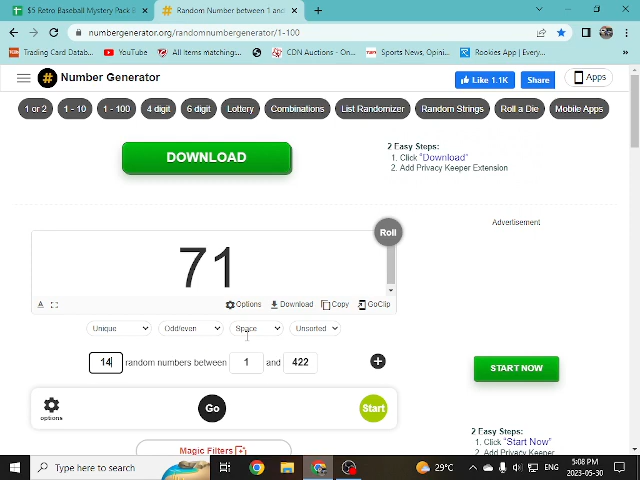 $5 Retro Baseball Mystery Pack B
Random Number between 1 and
numbergenerator.org/randomnumbergenerator/1-100
Trading Card Datab...
YouTube
All Items matching:...
CDN Auctions - On...
Sports News, Opini...
Rookies App | Every...
Number Generator
Like 1.1K
Share
Apps
1 or 2
1 - 10
1 - 100
4 digit
6 digit
Lottery
Combinations
List Randomizer
Random Strings
Roll a Die
Mobile Apps
DOWNLOAD
2 Easy Steps:
1. Click "Download"
2. Add Privacy Keeper Extension
Advertisement
Roll
71
Options
Download
Copy
GoClip
Unique
Odd/even
Space
Unsorted
14 random numbers between 1 and 422
START NOW
options
Go
Start
Magic Filters
2 Easy Steps:
1. Click "Start Now"
2. Add Privacy Keeper
Type here to search
29°C
ENG
5:08 PM
2023-05-30